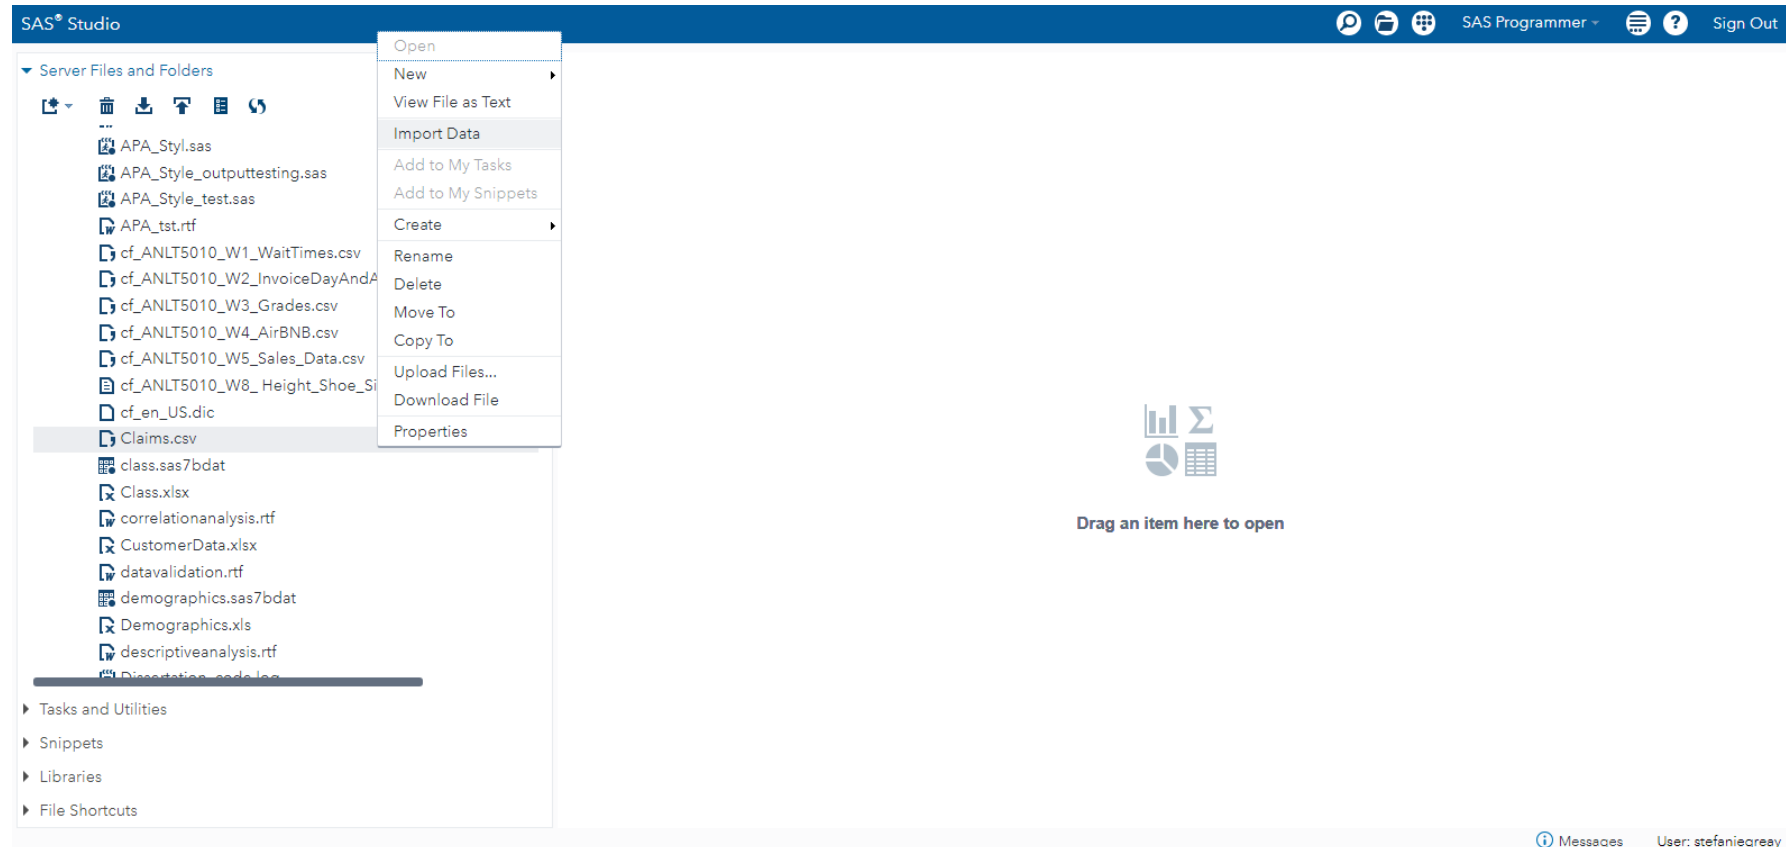 SAS® Studio
SAS Programmer
Sign Out
Server Files and Folders
APA_Styl.sas
APA_Style_outputtesting.sas
APA_Style_test.sas
APA_tst.rtf
cf_ANLT5010_W1_WaitTimes.csv
cf_ANLT5010_W2_InvoiceDayAndA
cf_ANLT5010_W3_Grades.csv
cf_ANLT5010_W4_AirBNB.csv
cf_ANLT5010_W5_Sales_Data.csv
cf_ANLT5010_W8_ Height_Shoe_Si
cf_en_US.dic
Claims.csv
class.sas7bdat
Class.xlsx
correlationanalysis.rtf
CustomerData.xlsx
datavalidation.rtf
demographics.sas7bdat
Demographics.xls
descriptiveanalysis.rtf
Dissertation_code.log
Tasks and Utilities
Snippets
Libraries
File Shortcuts
Open
New
View File as Text
Import Data
Add to My Tasks
Add to My Snippets
Create
Rename
Delete
Move To
Copy To
Upload Files...
Download File
Properties
Drag an item here to open
Messages
User: stefaniegreay